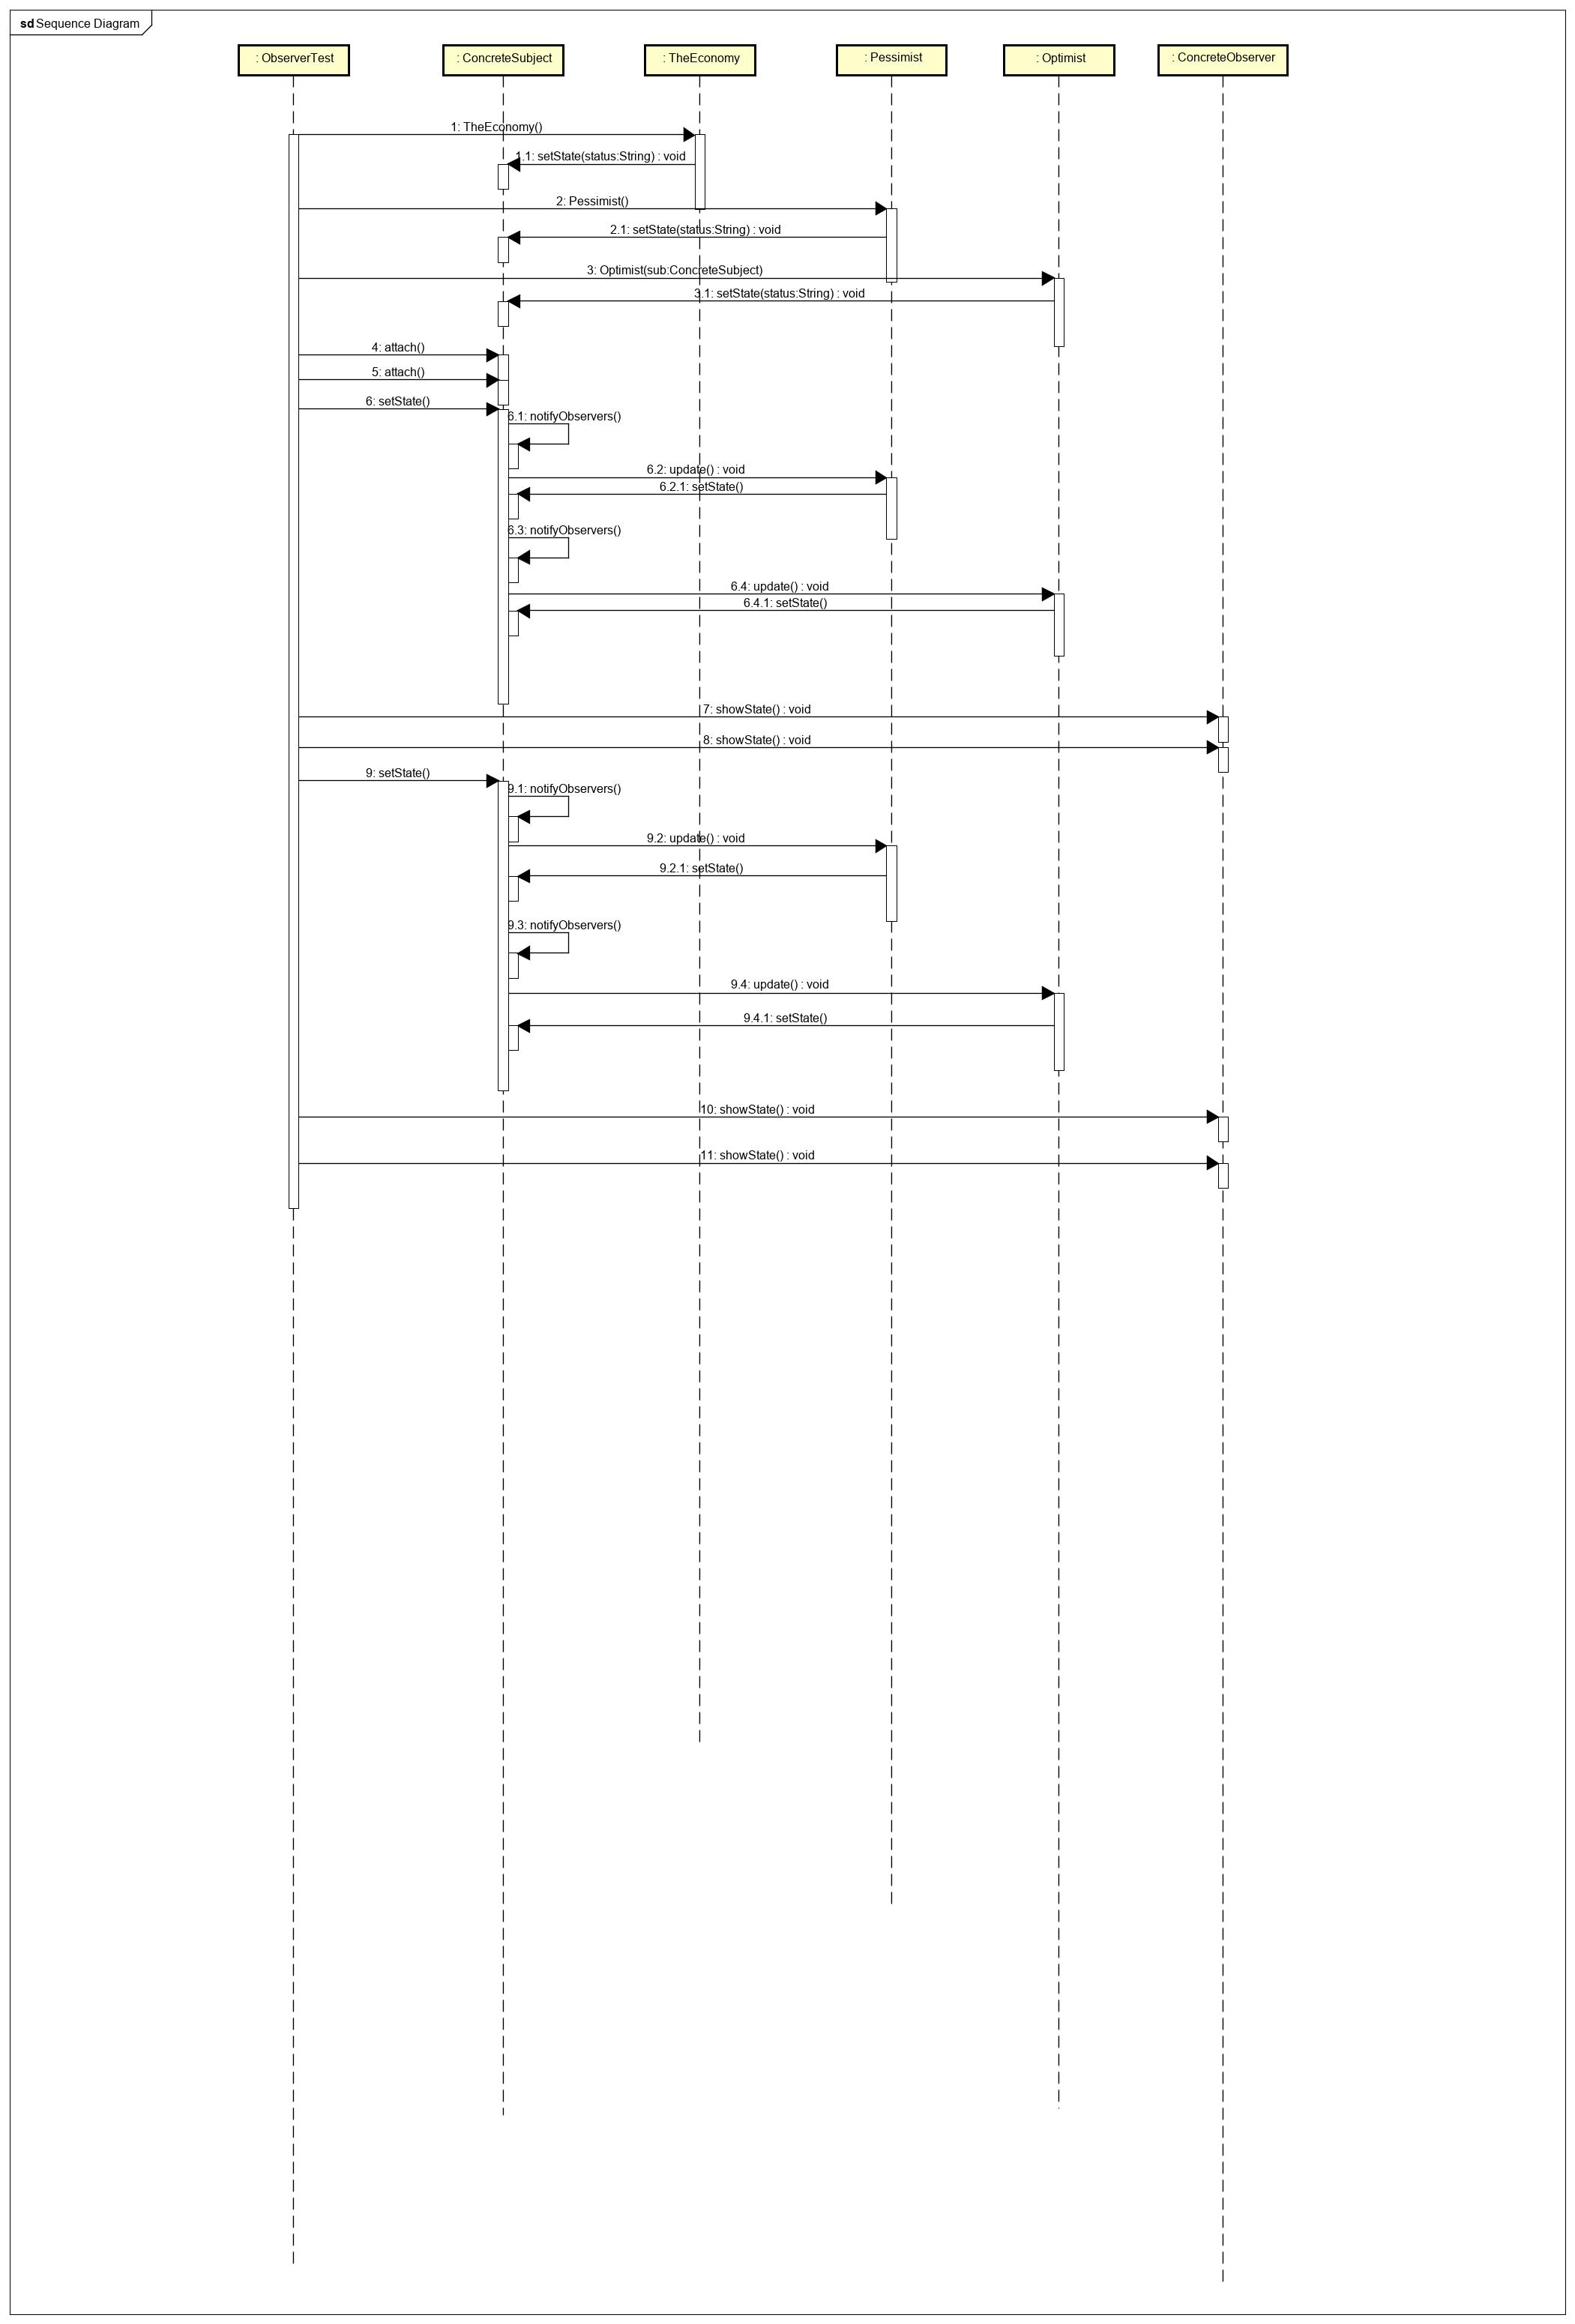 sd Sequence Diagram
: ObserverTest
: ConcreteSubject
: TheEconomy
: Pessimist
: Optimist
: ConcreteObserver
1: TheEconomy()
1.1: setState(status:String) : void
2: Pessimist()
2.1: setState(status:String) : void
3: Optimist(sub:ConcreteSubject)
3.1: setState(status:String) : void
4: attach()
5: attach()
6: setState()
6.1: notifyObservers()
6.2: update() : void
6.2.1: setState()
6.3: notifyObservers()
6.4: update() : void
6.4.1: setState()
7: showState() : void
8: showState() : void
9: setState()
9.1: notifyObservers()
9.2: update() : void
9.2.1: setState()
9.3: notifyObservers()
9.4: update() : void
9.4.1: setState()
10: showState() : void
11: showState() : void